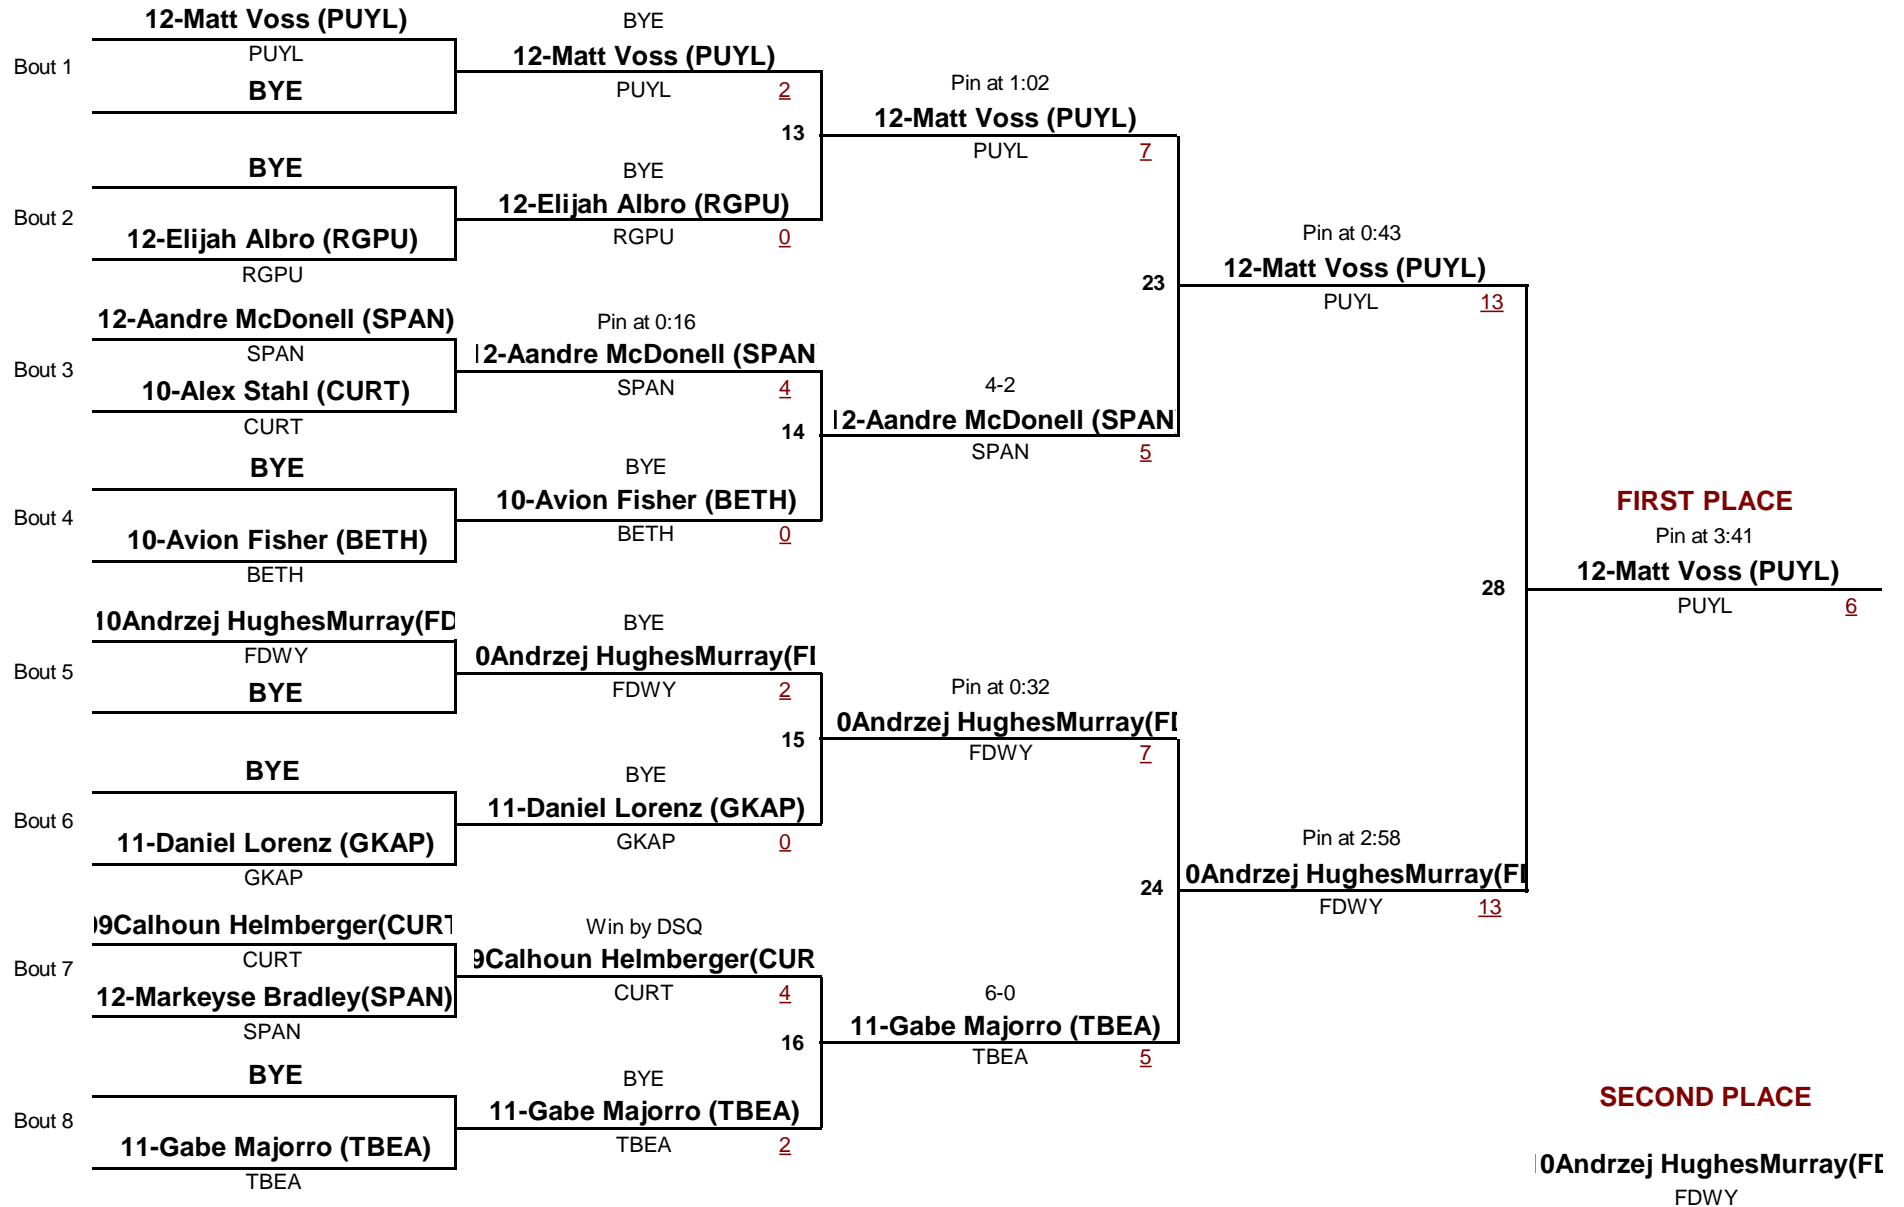 12-Matt Voss (PUYL)
PUYL
Bout 1
BYE
BYE
Bout 2
12-Elijah Albro (RGPU)
RGPU
12-Aandre McDonell (SPAN)
SPAN
Bout 3
10-Alex Stahl (CURT)
CURT
BYE
Bout 4
10-Avion Fisher (BETH)
BETH
10Andrzej HughesMurray(FD
FDWY
Bout 5
BYE
BYE
Bout 6
11-Daniel Lorenz (GKAP)
GKAP
9Calhoun Helmberger(CURT
CURT
Bout 7
12-Markeyse Bradley(SPAN)
SPAN
BYE
Bout 8
11-Gabe Majorro (TBEA)
TBEA
BYE
12-Matt Voss (PUYL)
PUYL 2
13
BYE
12-Elijah Albro (RGPU)
RGPU 0
Pin at 0:16
2-Aandre McDonell (SPAN
SPAN 4
14
BYE
10-Avion Fisher (BETH)
BETH 0
BYE
0Andrzej HughesMurray(FD
FDWY 2
15
BYE
11-Daniel Lorenz (GKAP)
GKAP 0
Win by DSQ
9Calhoun Helmberger(CUR
CURT 4
16
BYE
11-Gabe Majorro (TBEA)
TBEA 2
Pin at 1:02
12-Matt Voss (PUYL)
PUYL 7
23
4-2
12-Aandre McDonell (SPAN
SPAN 5
Pin at 0:32
0Andrzej HughesMurray(FD
FDWY 7
24
6-0
11-Gabe Majorro (TBEA)
TBEA 5
Pin at 0:43
12-Matt Voss (PUYL)
PUYL 13
28
Pin at 2:58
0Andrzej HughesMurray(FD
FDWY 13
FIRST PLACE
Pin at 3:41
12-Matt Voss (PUYL)
PUYL 6
SECOND PLACE
0Andrzej HughesMurray(FD
FDWY